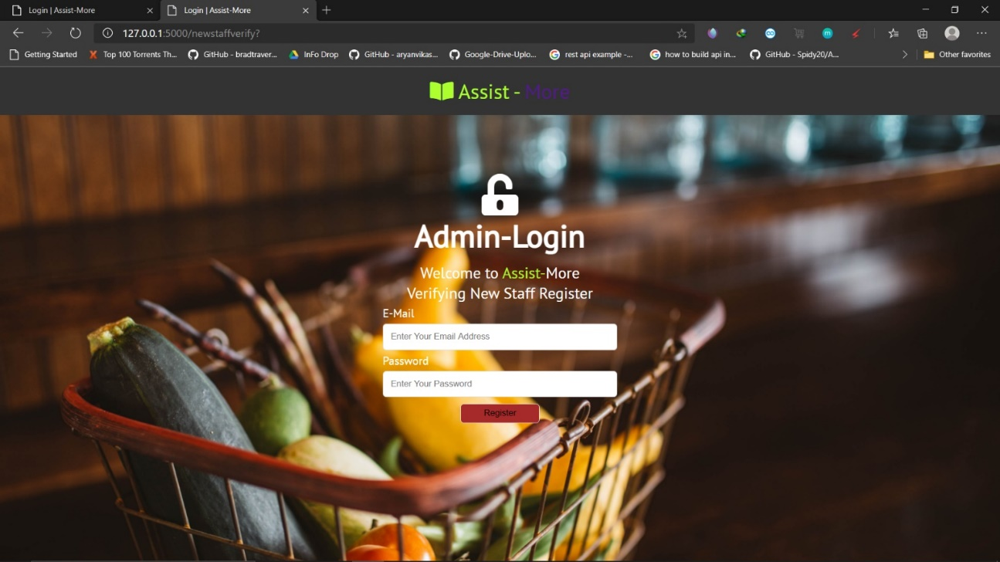 Login | Assist-More
Login | Assist-More
127.0.0.1:5000/newstaffverify?
Getting Started
Top 100 Torrents Th...
GitHub - bradtraver...
InFo Drop
GitHub - aryanvikas...
Google-Drive-Uplo...
rest api example -...
how to build api in...
GitHub - Spidy20/A...
Other favorites
Assist - More
Admin-Login
Welcome to Assist-More
Verifying New Staff Register
E-Mail
Enter Your Email Address
Password
Enter Your Password
Register